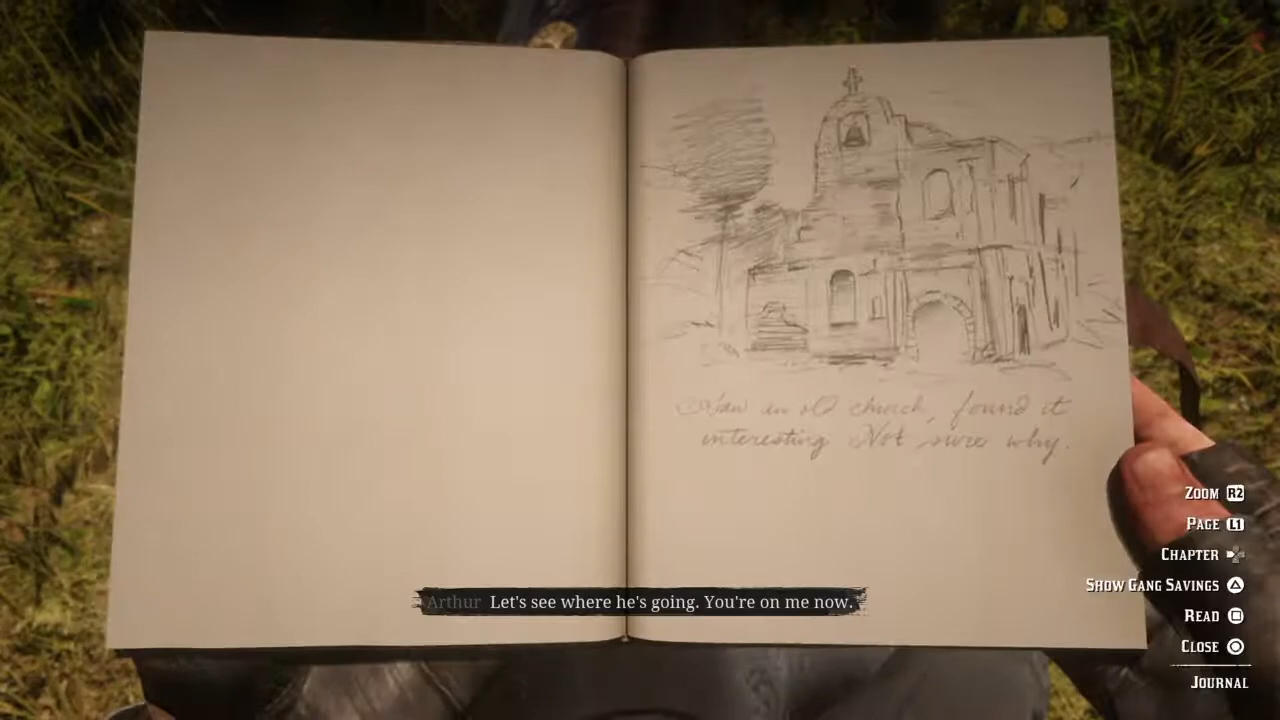 Saw an old church, found it
interesting Not sure why.
Arthur Let's see where he's going. You're on me now.
Zoom R2
Page L1
Chapter
Show Gang Savings
Read
Close
Journal